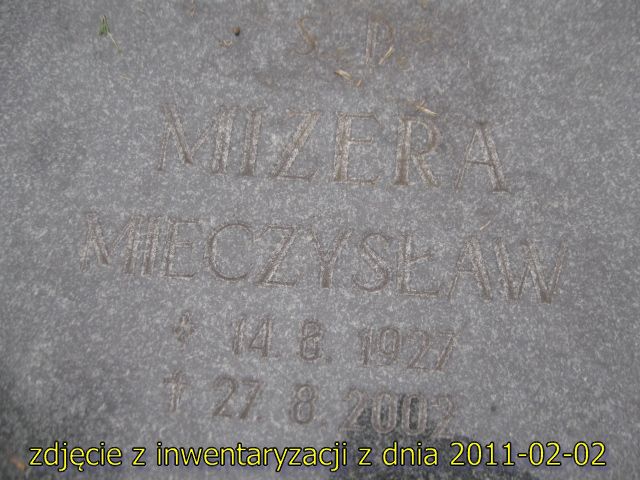 S. P.
MIZERA
MIECZYSŁAW
* 14. 8. 1927
† 27. 8. 2002
zdjęcie z inwentaryzacji z dnia 2011-02-02